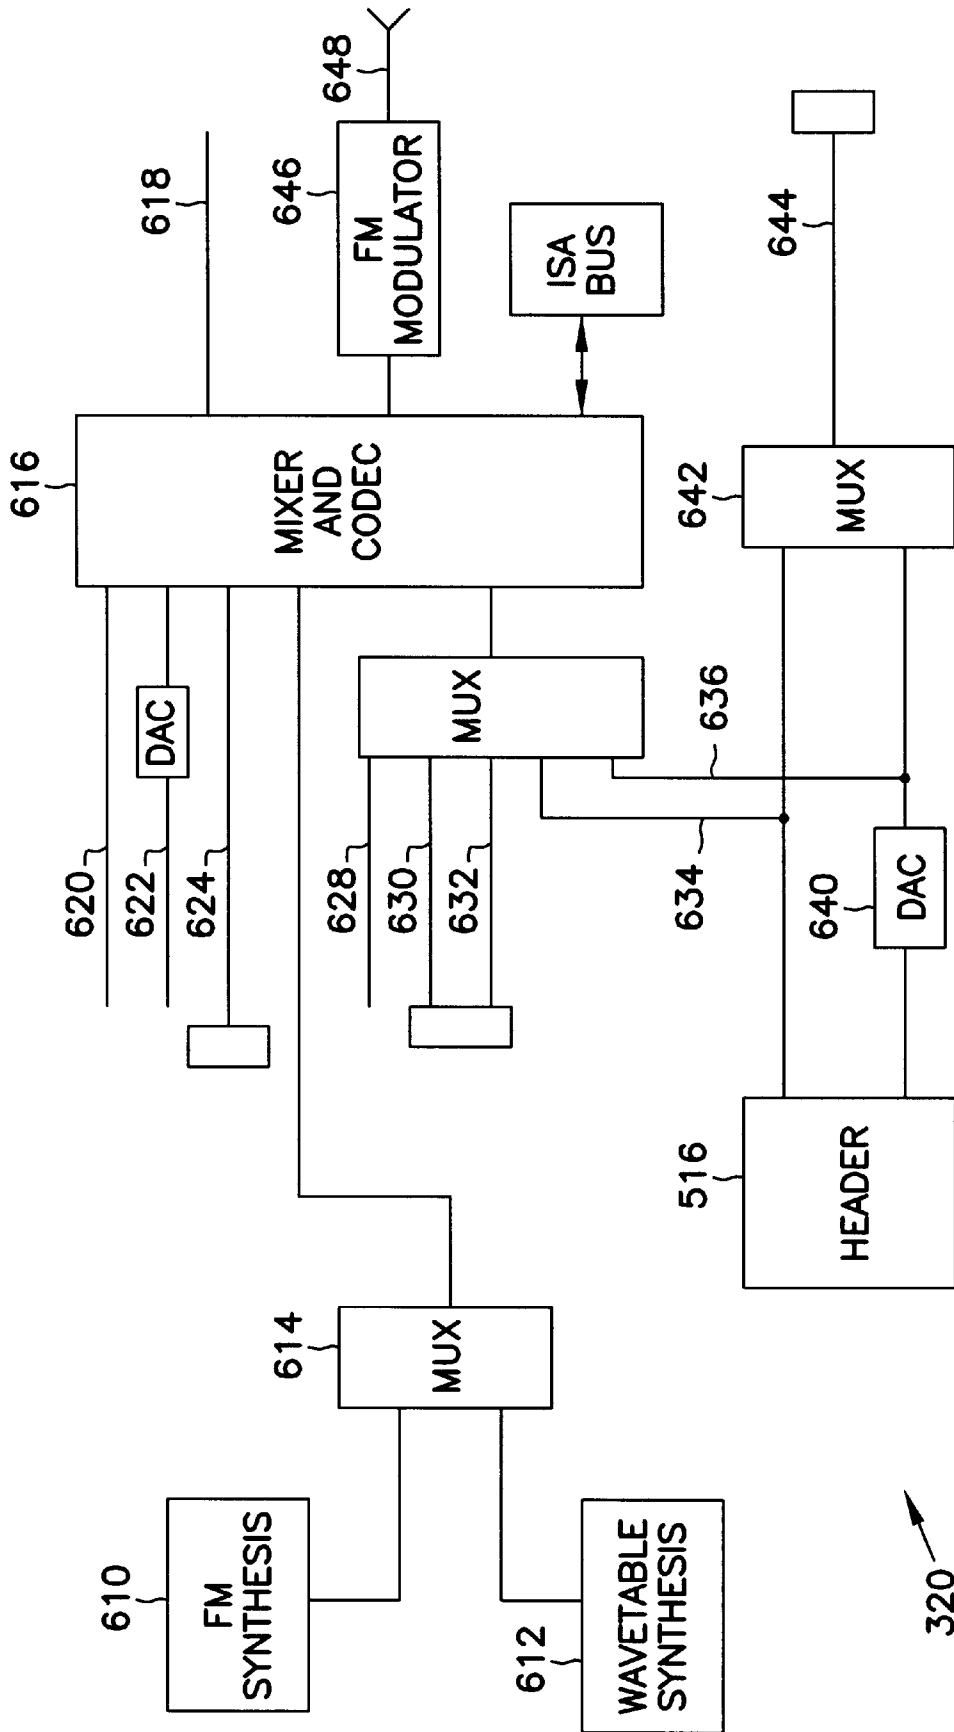 610
FM
SYNTHESIS
612
WAVETABLE
SYNTHESIS
614
MUX
620
622
DAC
624
616
MIXER
AND
CODEC
618
648
646
FM
MODULATOR
ISA
BUS
628
630
632
MUX
634
636
516
HEADER
640
DAC
642
MUX
644
320